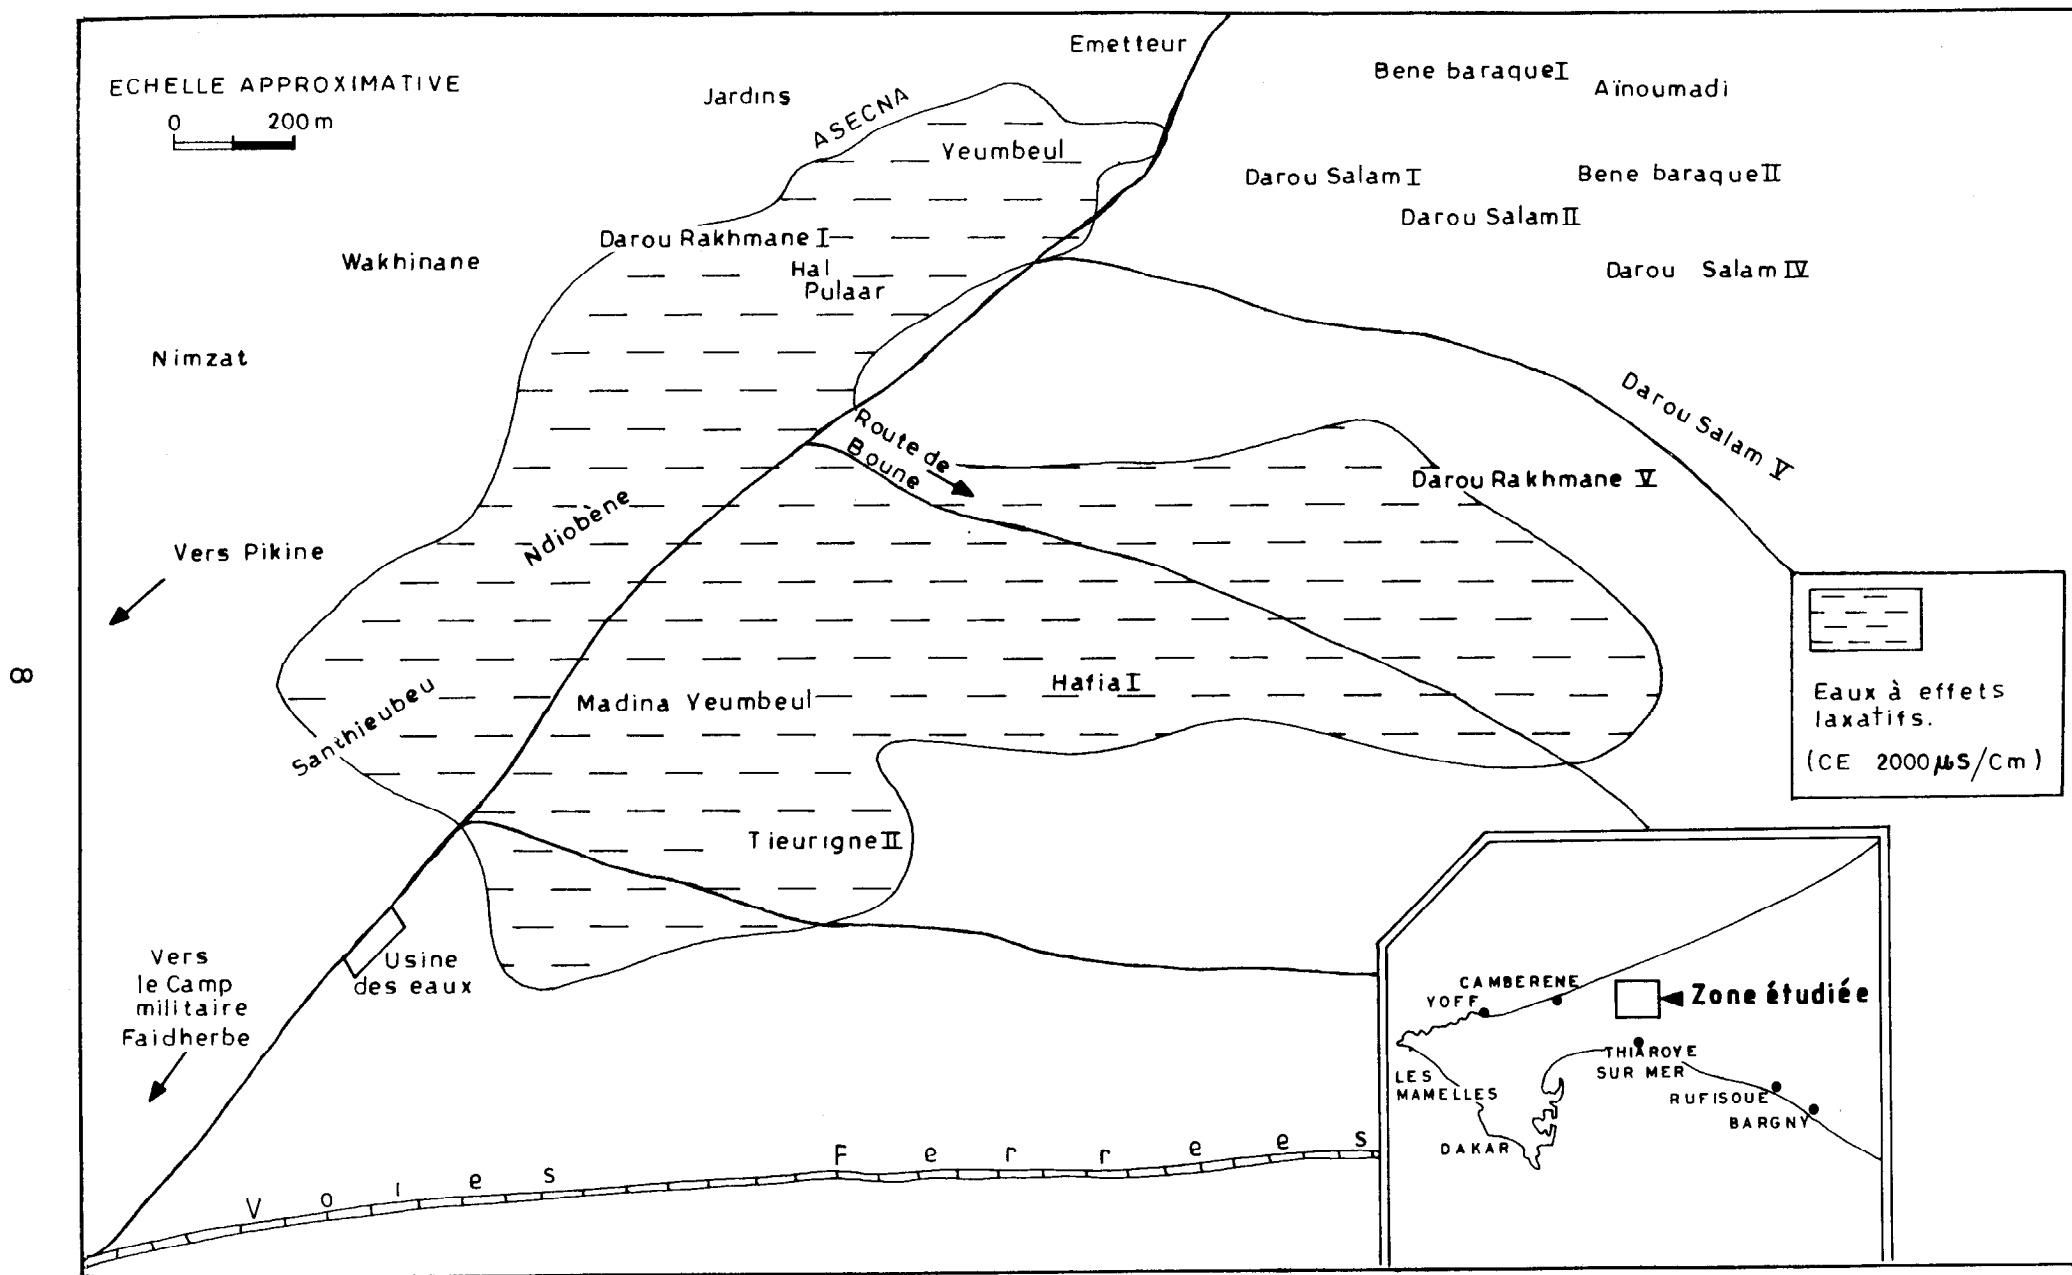 Emetteur
ECHELLE APPROXIMATIVE
0 200 m
Jardins
ASECNA
Yeumbeul
Bene baraque I
Aïnoumadi
Darou Salam I
Bene baraque II
Darou Salam II
Darou Salam IV
Darou Rakhmane I
Hal
Pulaar
Wakhinane
Nimzat
Darou Salam V
Route de
Boune
Darou Rakhmane V
Ndiobène
Vers Pikine
8
Santhieubeu
Madina Yeumbeul
Hafia I
Eaux à effets
laxatifs.
(CE 2000 µs/Cm)
Tieurigne II
Usine
des eaux
Vers
le Camp
militaire
Faidherbe
Voies Ferrees
CAMBERENE
YOFF
Zone étudiée
THIAROYE
SUR MER
LES
MAMELLES
RUFISQUE
BARGNY
DAKAR